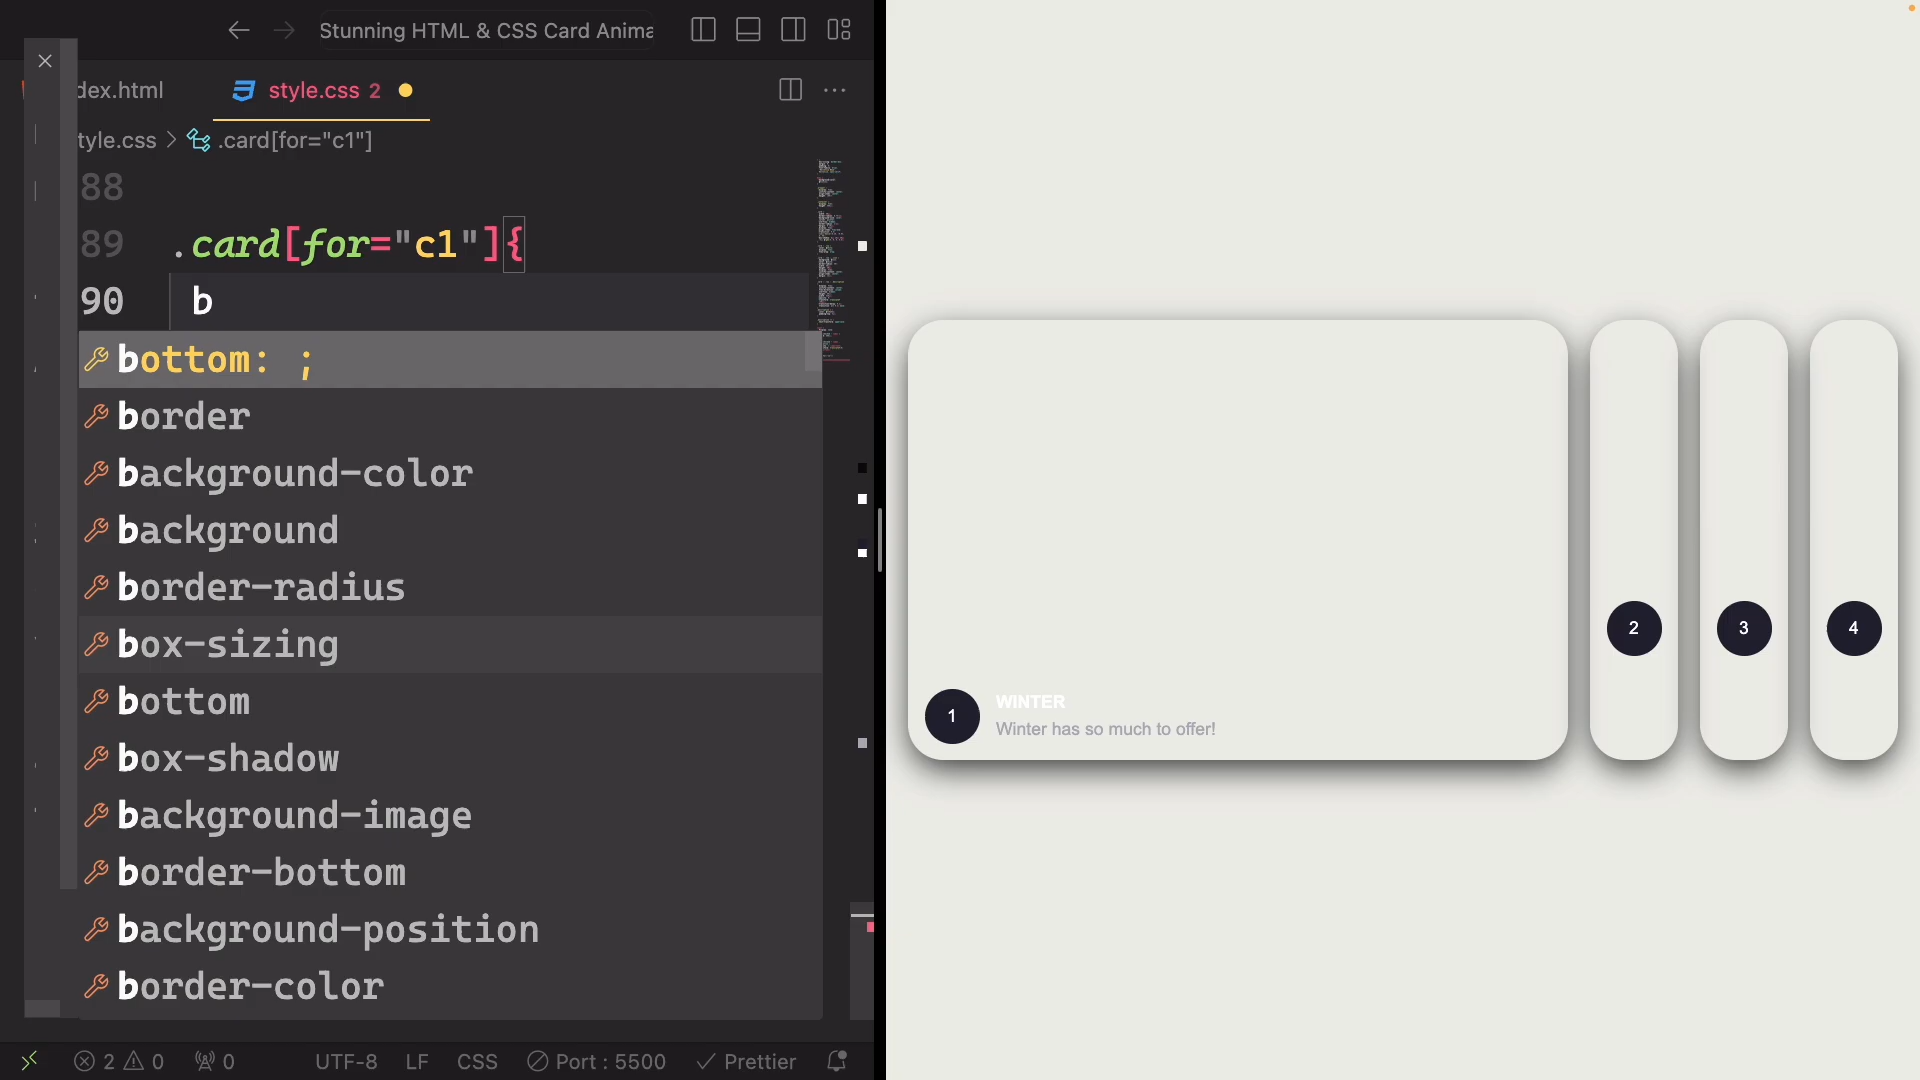 Stunning HTML & CSS Card Anima
dex.html
style.css 2
tyle.css > .card[for="c1"]
88
89 .card[for="c1"]{
90 b
bottom: ;
border
background-color
background
border-radius
box-sizing
bottom
box-shadow
background-image
border-bottom
background-position
border-color
2 0 0 UTF-8 LF CSS Port : 5500 Prettier
2
3
4
1
WINTER
Winter has so much to offer!